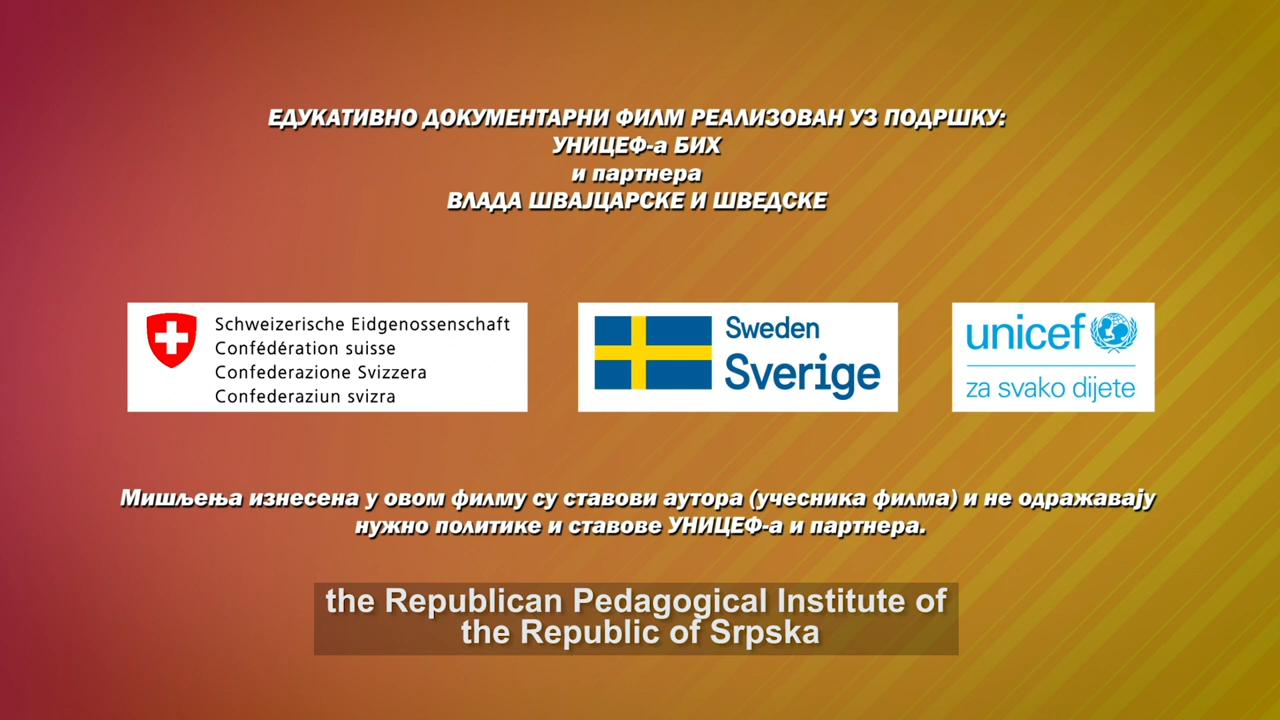 ЕДУКАТИВНО ДОКУМЕНТАРНИ ФИЛМ РЕАЛИЗОВАН УЗ ПОДРШКУ:
УНИЦЕФ-а БИХ
и партнера
ВЛАДА ШВАЈЦАРСКЕ И ШВЕДСКЕ
Schweizerische Eidgenossenschaft
Confédération suisse
Confederazione Svizzera
Confederaziun svizra
Sweden
Sverige
unicef
za svako dijete
Мишљења изнесена у овом филму су ставови аутора (учесника филма) и не одражавају
нужно политике и ставове УНИЦЕФ-а и партнера.
the Republican Pedagogical Institute of
the Republic of Srpska